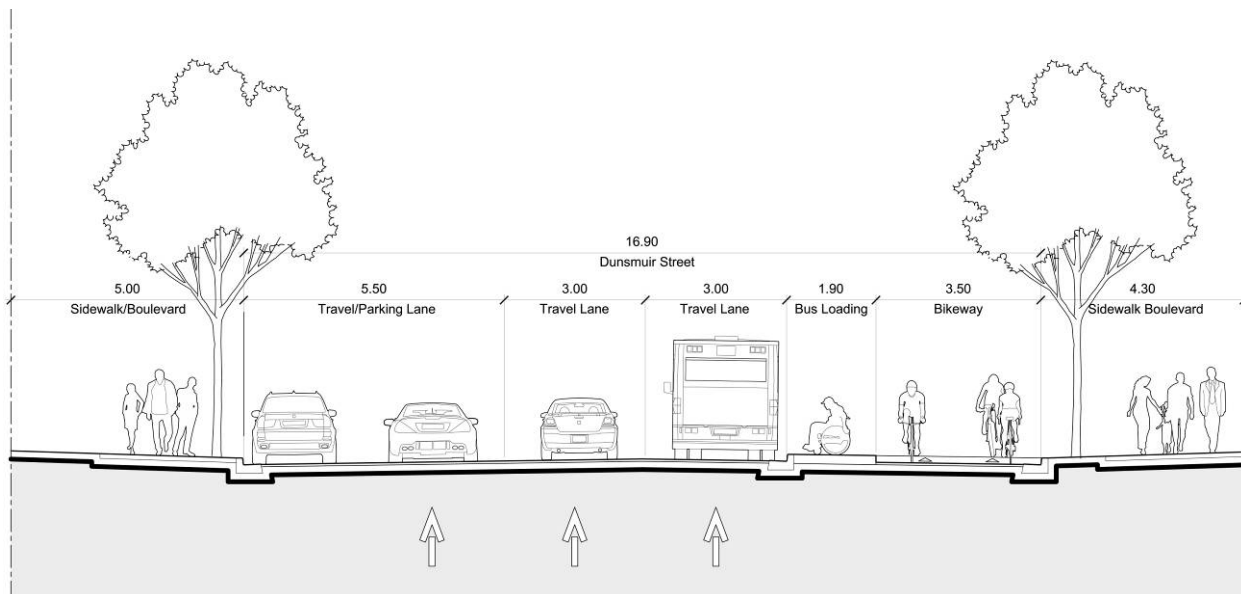 16.90
Dunsmuir Street
5.00
5.50
3.00
3.00
1.90
3.50
4.30
Sidewalk/Boulevard
Travel/Parking Lane
Travel Lane
Travel Lane
Bus Loading
Bikeway
Sidewalk Boulevard